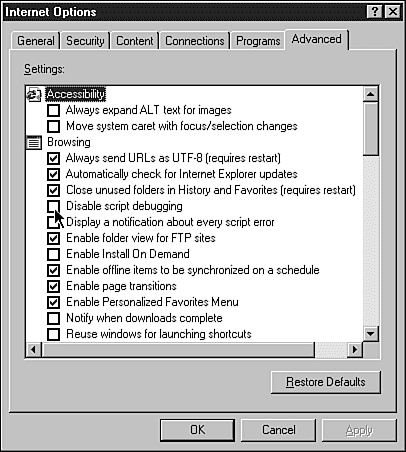 Internet Options
General Security Content Connections Programs Advanced
Settings:
Accessibility
Always expand ALT text for images
Move system caret with focus/selection changes
Browsing
Always send URLs as UTF-8 (requires restart)
Automatically check for Internet Explorer updates
Close unused folders in History and Favorites (requires restart)
Disable script debugging
Display a notification about every script error
Enable folder view for FTP sites
Enable Install On Demand
Enable offline items to be synchronized on a schedule
Enable page transitions
Enable Personalized Favorites Menu
Notify when downloads complete
Reuse windows for launching shortcuts
Restore Defaults
OK Cancel Apply